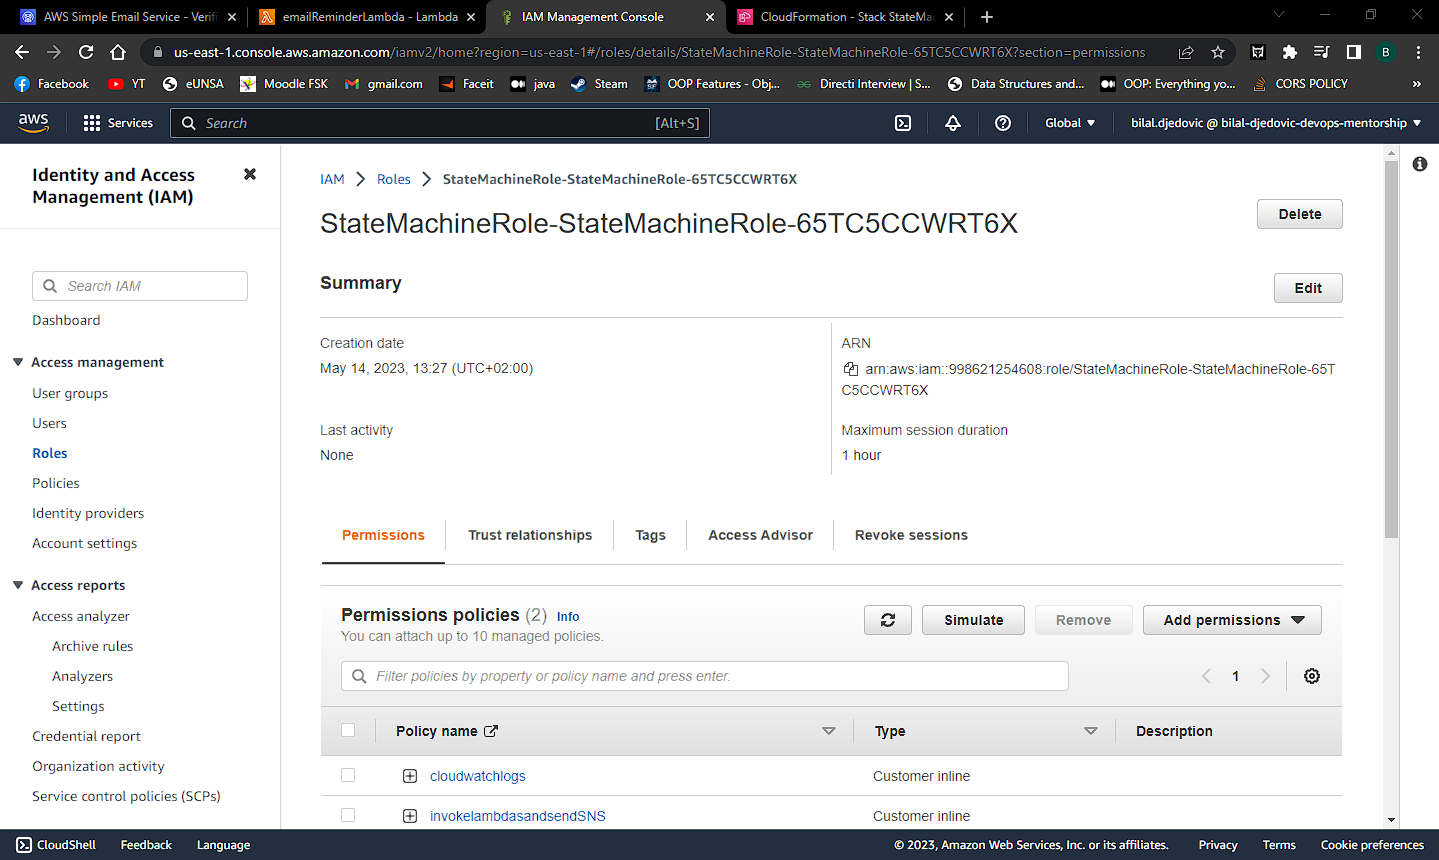 AWS Simple Email Service - Verifi
emailReminderLambda - Lambda
IAM Management Console
CloudFormation - Stack StateMac
us-east-1.console.aws.amazon.com/iamv2/home?region=us-east-1#/roles/details/StateMachineRole-StateMachineRole-65TC5CCWRT6X?section=permissions
B
Facebook
YT
eUNSA
Moodle FSK
gmail.com
Faceit
java
Steam
OOP Features - Obj...
Directi Interview | S...
Data Structures and...
OOP: Everything yo...
CORS POLICY
»
aws
Services
Search
[Alt+S]
Global
bilal.djedovic @ bilal-djedovic-devops-mentorship
Identity and Access
Management (IAM)
Search IAM
Dashboard
Access management
User groups
Users
Roles
Policies
Identity providers
Account settings
Access reports
Access analyzer
Archive rules
Analyzers
Settings
Credential report
Organization activity
Service control policies (SCPs)
IAM
Roles
StateMachineRole-StateMachineRole-65TC5CCWRT6X
StateMachineRole-StateMachineRole-65TC5CCWRT6X
Delete
Summary
Edit
Creation date
May 14, 2023, 13:27 (UTC+02:00)
ARN
arn:aws:iam::998621254608:role/StateMachineRole-StateMachineRole-65T
C5CCWRT6X
Last activity
None
Maximum session duration
1 hour
Permissions
Trust relationships
Tags
Access Advisor
Revoke sessions
Permissions policies (2) Info
You can attach up to 10 managed policies.
Simulate
Remove
Add permissions
Filter policies by property or policy name and press enter.
1
Policy name
Type
Description
cloudwatchlogs
Customer inline
invokelambdasandsendSNS
Customer inline
CloudShell
Feedback
Language
© 2023, Amazon Web Services, Inc. or its affiliates.
Privacy
Terms
Cookie preferences